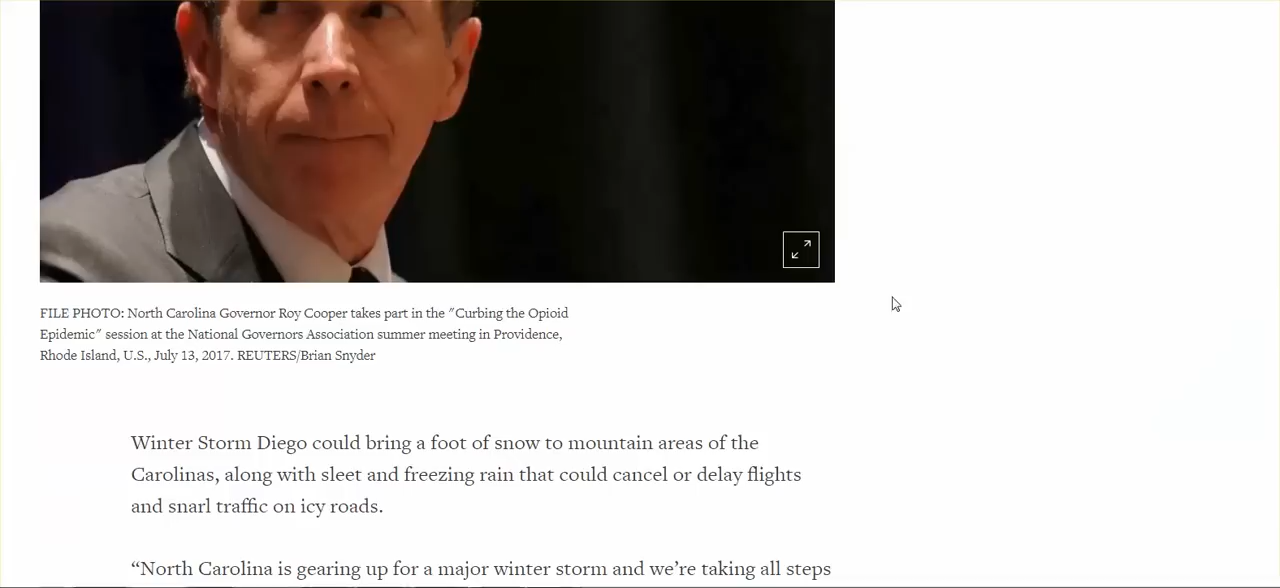 FILE PHOTO: North Carolina Governor Roy Cooper takes part in the "Curbing the Opioid
Epidemic" session at the National Governors Association summer meeting in Providence,
Rhode Island, U.S., July 13, 2017. REUTERS/Brian Snyder
Winter Storm Diego could bring a foot of snow to mountain areas of the
Carolinas, along with sleet and freezing rain that could cancel or delay flights
and snarl traffic on icy roads.
“North Carolina is gearing up for a major winter storm and we’re taking all steps